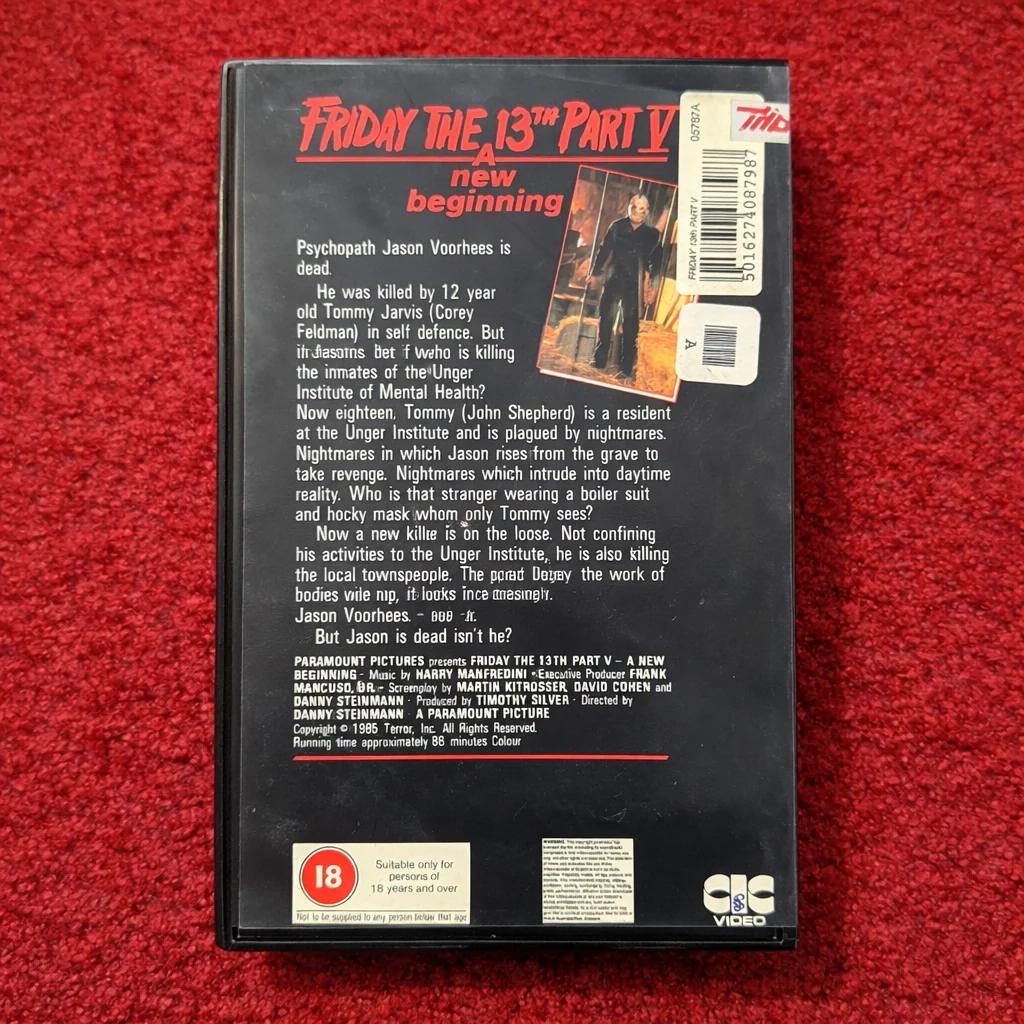 FRIDAY THE 13TH PART V
A
new
beginning
05787A
FRIDAY 13th PART V
5016274087987
A
Psychopath Jason Voorhees is
dead.
He was killed by 12 year
old Tommy Jarvis (Corey
Feldman) in self defence. But
who is killing
the inmates of the Unger
Institute of Mental Health?
Now eighteen, Tommy (John Shepherd) is a resident
at the Unger Institute and is plagued by nightmares.
Nightmares in which Jason rises from the grave to
take revenge. Nightmares which intrude into daytime
reality. Who is that stranger wearing a boiler suit
and hocky mask whom only Tommy sees?
Now a new is on the loose. Not confining
his activities to the Unger Institute, he is also killing
the local townspeople. The the work of
bodies it looks
Jason Voorhees.
But Jason is dead isn't he?
PARAMOUNT PICTURES presents FRIDAY THE 13TH PART V – A NEW
BEGINNING - Music by HARRY MANFREDINI - Executive Producer FRANK
MANCUSO, - Screenplay by MARTIN KITROSSER, DAVID COHEN and
DANNY STEINMANN · Produced by TIMOTHY SILVER · Directed by
DANNY STEINMANN · A PARAMOUNT PICTURE
Copyright © 1985 Terror, Inc. All Rights Reserved.
Running time approximately 88 minutes Colour
18
Suitable only for
persons of
18 years and over
Not to be supplied to any person below that age
CIC
VIDEO